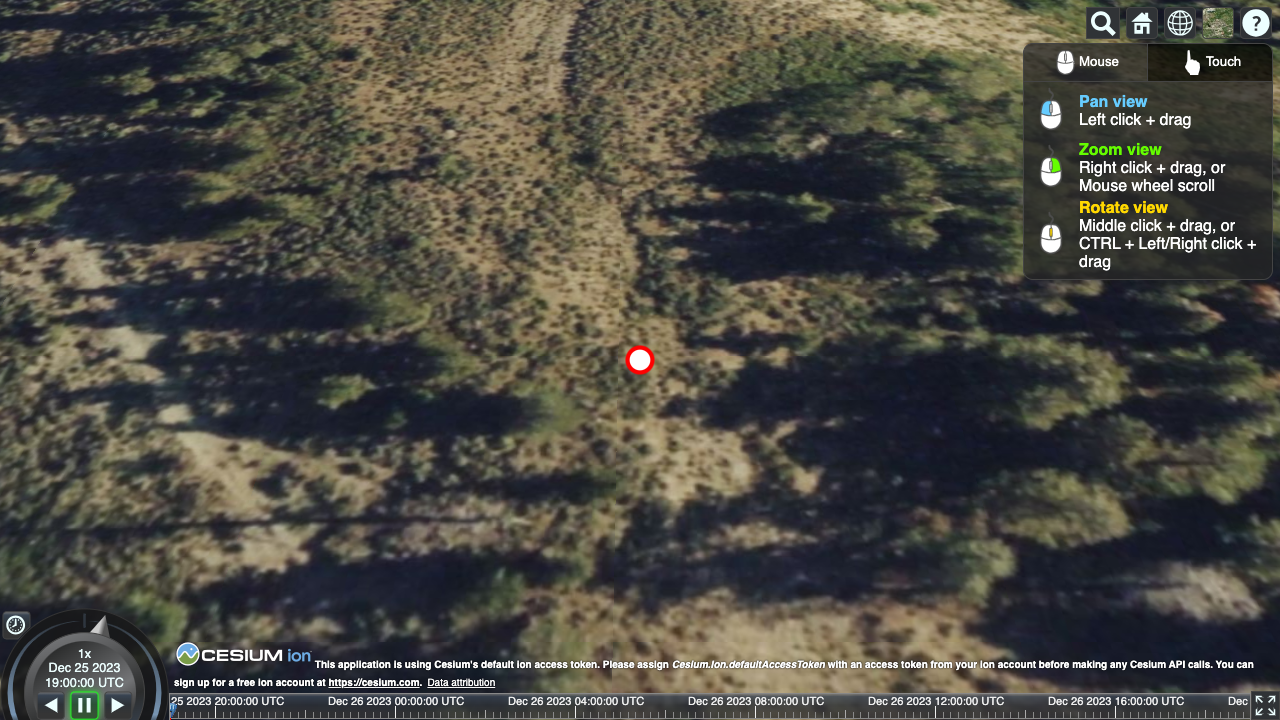 Mouse
Touch
Pan view
Left click + drag
Zoom view
Right click + drag, or
Mouse wheel scroll
Rotate view
Middle click + drag, or
CTRL + Left/Right click +
drag
1x
Dec 25 2023
19:00:00 UTC
CESIUM ion This application is using Cesium's default ion access token. Please assign Cesium.Ion.defaultAccessToken with an access token from your ion account before making any Cesium API calls. You can
sign up for a free ion account at https://cesium.com. Data attribution
25 2023 20:00:00 UTC Dec 26 2023 00:00:00 UTC Dec 26 2023 04:00:00 UTC Dec 26 2023 08:00:00 UTC Dec 26 2023 12:00:00 UTC Dec 26 2023 16:00:00 UTC Dec